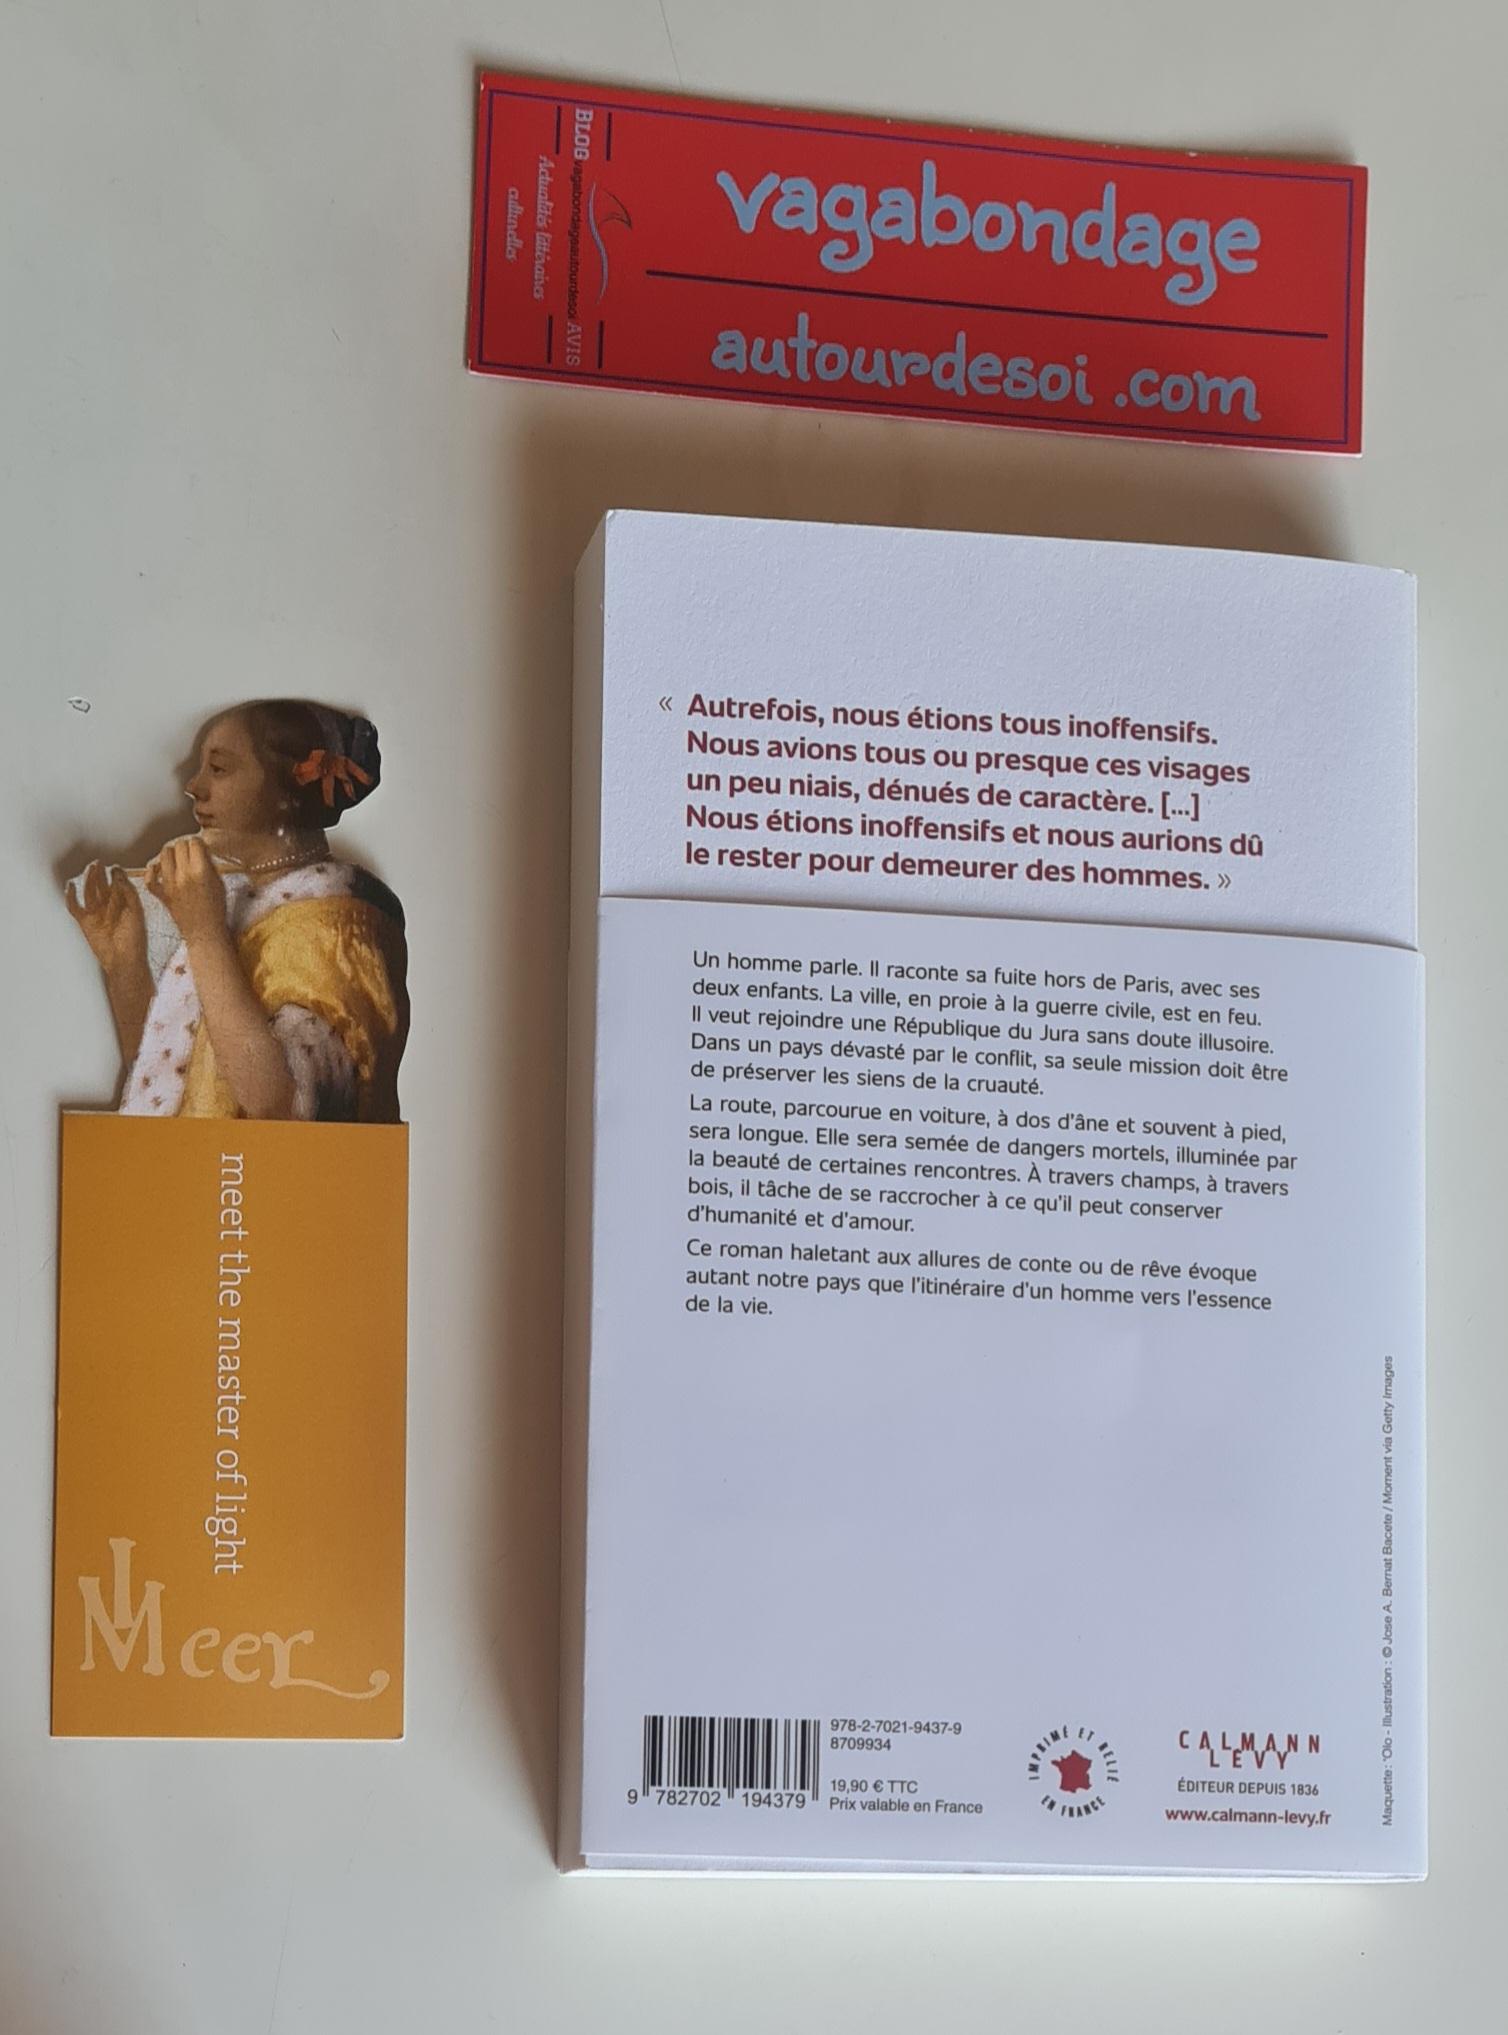 vagabondage
autourdesoi.com
BLOG vagabondageautourdesoi AVIS
Actualités littéraires
culturelles
« Autrefois, nous étions tous inoffensifs.
Nous avions tous ou presque ces visages
un peu niais, dénués de caractère. [...]
Nous étions inoffensifs et nous aurions dû
le rester pour demeurer des hommes. »
Un homme parle. Il raconte sa fuite hors de Paris, avec ses
deux enfants. La ville, en proie à la guerre civile, est en feu.
Il veut rejoindre une République du Jura sans doute illusoire.
Dans un pays dévasté par le conflit, sa seule mission doit être
de préserver les siens de la cruauté.
La route, parcourue en voiture, à dos d'âne et souvent à pied,
sera longue. Elle sera semée de dangers mortels, illuminée par
la beauté de certaines rencontres. À travers champs, à travers
bois, il tâche de se raccrocher à ce qu'il peut conserver
d'humanité et d'amour.
Ce roman haletant aux allures de conte ou de rêve évoque
autant notre pays que l'itinéraire d'un homme vers l'essence
de la vie.
Maquette : 'Olo - Illustration : © Jose A. Bernat Bacete / Moment via Getty Images
9 782702 194379
978-2-7021-9437-9
8709934
19,90 € TTC
Prix valable en France
IMPRIMÉ ET RELIÉ
EN FRANCE
CALMANN
LEVY
ÉDITEUR DEPUIS 1836
www.calmann-levy.fr
meet the master of light
IMeer